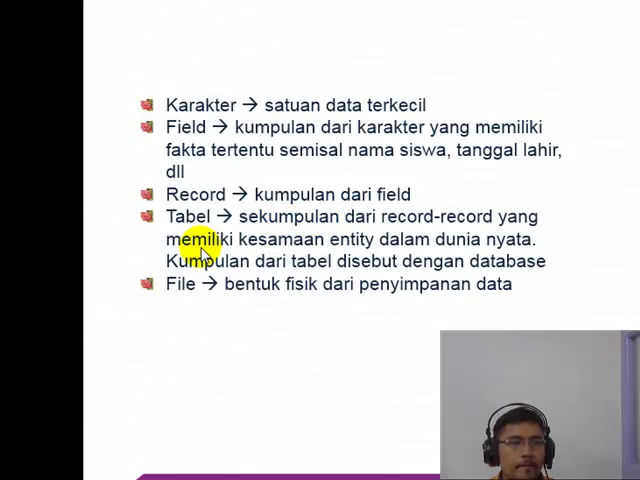 Karakter → satuan data terkecil
Field → kumpulan dari karakter yang memiliki
fakta tertentu semisal nama siswa, tanggal lahir,
dll
Record → kumpulan dari field
Tabel → sekumpulan dari record-record yang
memiliki kesamaan entity dalam dunia nyata.
Kumpulan dari tabel disebut dengan database
File → bentuk fisik dari penyimpanan data